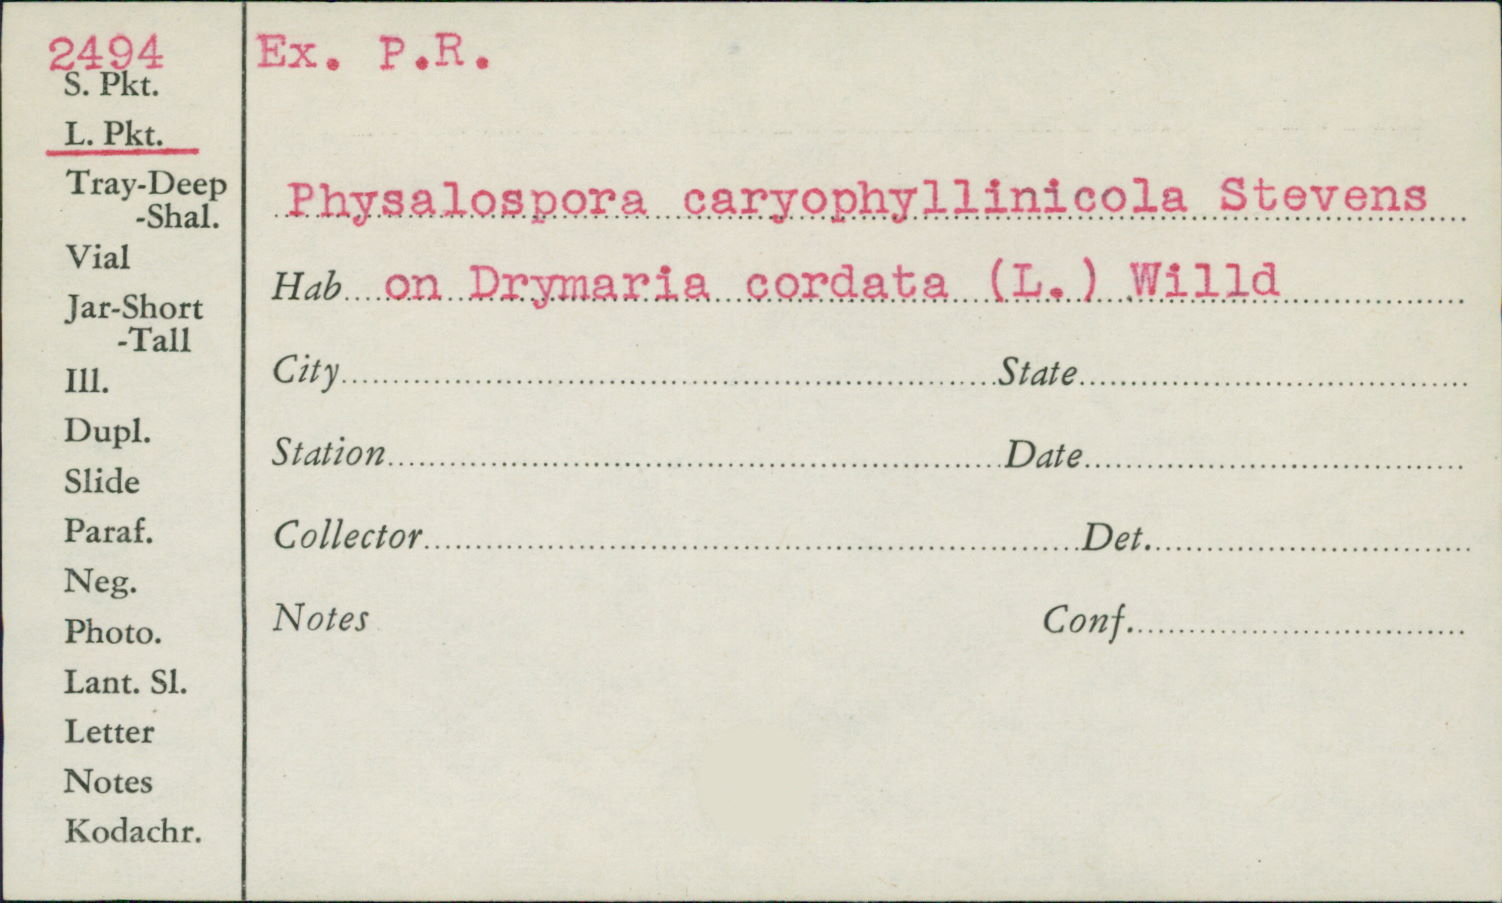 2494
S. Pkt.
L. Pkt.
Tray-Deep
-Shal.
Vial
Jar-Short
-Tall
Ill.
Dupl.
Slide
Paraf.
Neg.
Photo.
Lant. Sl.
Letter
Notes
Kodachr.
Ex. P.R.
Physalospora caryophyllinicola Stevens
Hab on Drymaria cordata (L.) Willd
City State
Station Date
Collector Det.
Notes Conf.